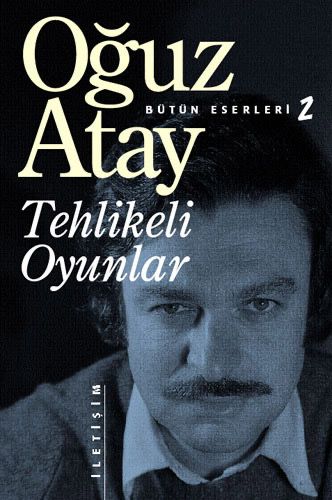 Oğuz
BÜTÜN ESERLERİ 2
Atay
Tehlikeli
Oyunlar
İLETİŞİM